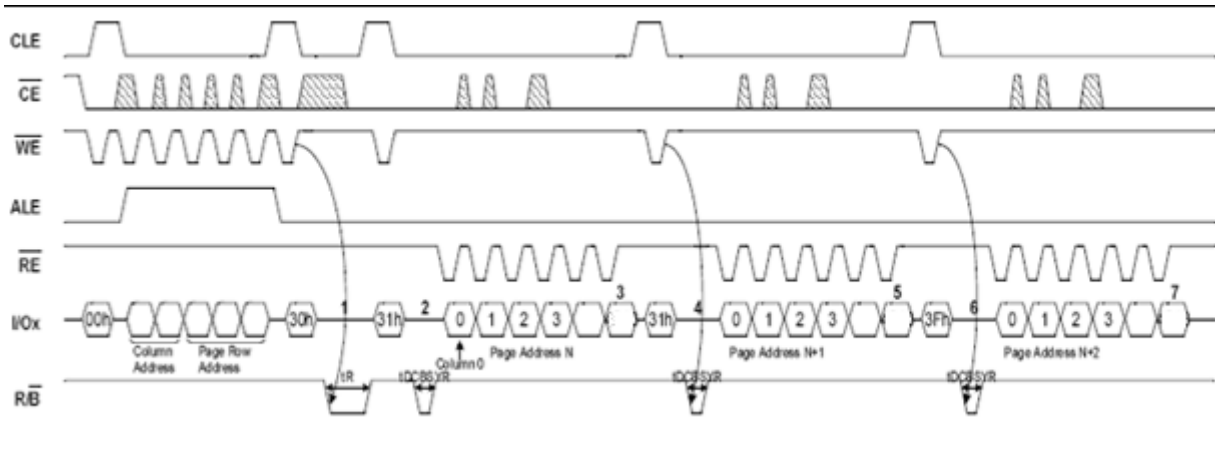 CLE
CE
WE
ALE
RE
1 2 3 4 5 6 7
I/Ox 00h 30h 31h 0 1 2 3 31h 0 1 2 3 3Fh 0 1 2 3
Column Address
Page Row Address
Column 0
Page Address N
Page Address N+1
Page Address N+2
R/B tR tDCBSYR tDCBSYR tDCBSYR